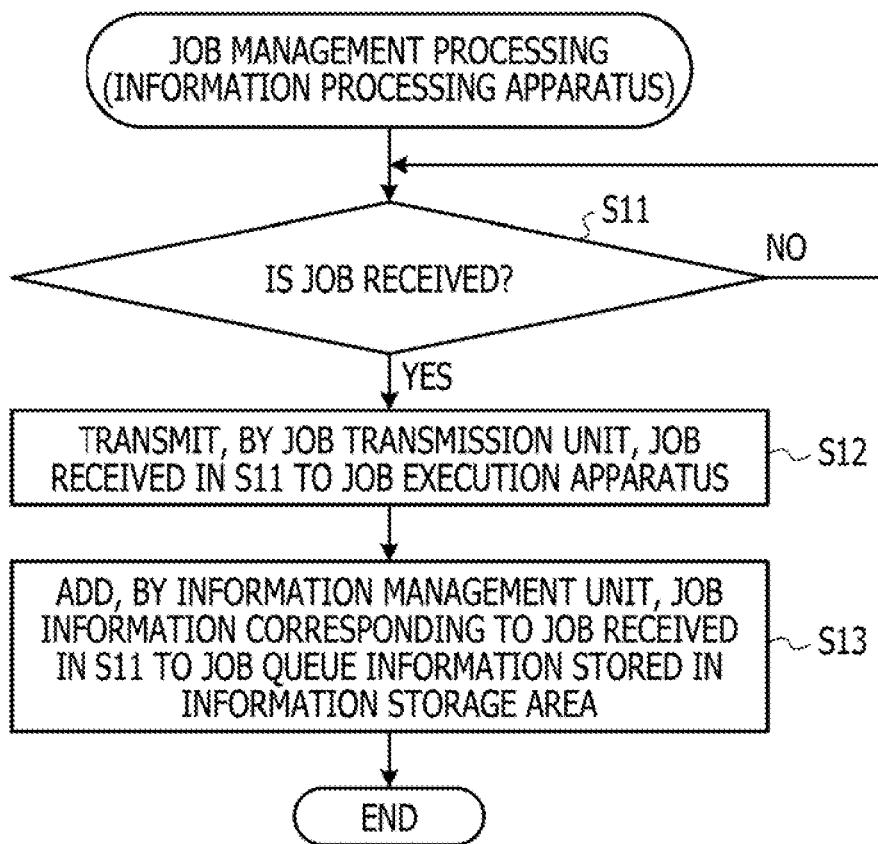 JOB MANAGEMENT PROCESSING
(INFORMATION PROCESSING APPARATUS)
S11
IS JOB RECEIVED?
NO
YES
TRANSMIT, BY JOB TRANSMISSION UNIT, JOB
RECEIVED IN S11 TO JOB EXECUTION APPARATUS
S12
ADD, BY INFORMATION MANAGEMENT UNIT, JOB
INFORMATION CORRESPONDING TO JOB RECEIVED
IN S11 TO JOB QUEUE INFORMATION STORED IN
INFORMATION STORAGE AREA
S13
END